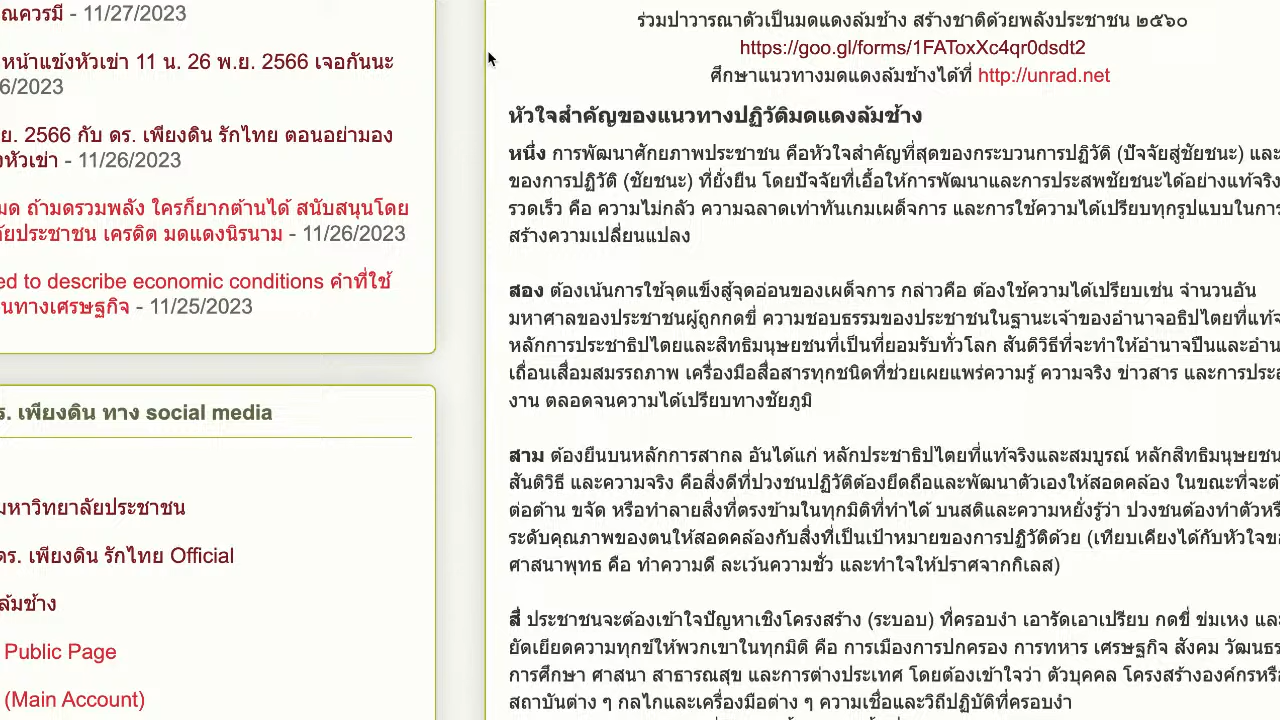 ณควรมี - 11/27/2023
หน้าแข้งหัวเข่า 11 น. 26 พ.ย. 2566 เจอกันนะ
6/2023
ย. 2566 กับ ดร. เพียงดิน รักไทย ตอนอย่ามอง
งหัวเข่า - 11/26/2023
มด ถ้ามดรวมพลัง ใครก็ยากต้านได้ สนับสนุนโดย
ัยประชาชน เครดิต มดแดงนิรนาม - 11/26/2023
ed to describe economic conditions คำที่ใช้
นทางเศรษฐกิจ - 11/25/2023
ร. เพียงดิน ทาง social media
มหาวิทยาลัยประชาชน
ดร. เพียงดิน รักไทย Official
ล้มช้าง
Public Page
(Main Account)
ร่วมปาวารณาตัวเป็นมดแดงล้มช้าง สร้างชาติด้วยพลังประชาชน ๒๕๖๐
https://goo.gl/forms/1FAToxXc4qr0dsdt2
ศึกษาแนวทางมดแดงล้มช้างได้ที่ http://unrad.net
หัวใจสำคัญของแนวทางปฏิวัติมดแดงล้มช้าง
หนึ่ง การพัฒนาศักยภาพประชาชน คือหัวใจสำคัญที่สุดของกระบวนการปฏิวัติ (ปัจจัยสู่ชัยชนะ) และ
ของการปฏิวัติ (ชัยชนะ) ที่ยั่งยืน โดยปัจจัยที่เอื้อให้การพัฒนาและการประสพชัยชนะได้อย่างแท้จริง
รวดเร็ว คือ ความไม่กลัว ความฉลาดเท่าทันเกมเผด็จการ และการใช้ความได้เปรียบทุกรูปแบบในการ
สร้างความเปลี่ยนแปลง
สอง ต้องเน้นการใช้จุดแข็งสู้จุดอ่อนของเผด็จการ กล่าวคือ ต้องใช้ความได้เปรียบเช่น จำนวนอัน
มหาศาลของประชาชนผู้ถูกกดขี่ ความชอบธรรมของประชาชนในฐานะเจ้าของอำนาจอธิปไตยที่แท้จ
หลักการประชาธิปไตยและสิทธิมนุษยชนที่เป็นที่ยอมรับทั่วโลก สันติวิธีที่จะทำให้อำนาจปืนและอำน
เถื่อนเสื่อมสมรรถภาพ เครื่องมือสื่อสารทุกชนิดที่ช่วยเผยแพร่ความรู้ ความจริง ข่าวสาร และการประส
งาน ตลอดจนความได้เปรียบทางชัยภูมิ
สาม ต้องยืนบนหลักการสากล อันได้แก่ หลักประชาธิปไตยที่แท้จริงและสมบูรณ์ หลักสิทธิมนุษยชน
สันติวิธี และความจริง คือสิ่งดีที่ปวงชนปฏิวัติต้องยึดถือและพัฒนาตัวเองให้สอดคล้อง ในขณะที่จะต้
ต่อต้าน ขจัด หรือทำลายสิ่งที่ตรงข้ามในทุกมิติที่ทำได้ บนสติและความหยั่งรู้ว่า ปวงชนต้องทำตัวหรื
ระดับคุณภาพของตนให้สอดคล้องกับสิ่งที่เป็นเป้าหมายของการปฏิวัติด้วย (เทียบเคียงได้กับหัวใจขอ
ศาสนาพุทธ คือ ทำความดี ละเว้นความชั่ว และทำใจให้ปราศจากกิเลส)
สี่ ประชาชนจะต้องเข้าใจปัญหาเชิงโครงสร้าง (ระบอบ) ที่ครอบงำ เอารัดเอาเปรียบ กดขี่ ข่มเหง และ
ยัดเยียดความทุกข์ให้พวกเขาในทุกมิติ คือ การเมืองการปกครอง การทหาร เศรษฐกิจ สังคม วัฒนธร
การศึกษา ศาสนา สาธารณสุข และการต่างประเทศ โดยต้องเข้าใจว่า ตัวบุคคล โครงสร้างองค์กรหรือ
สถาบันต่าง ๆ กลไกและเครื่องมือต่าง ๆ ความเชื่อและวิถีปฏิบัติที่ครอบงำ